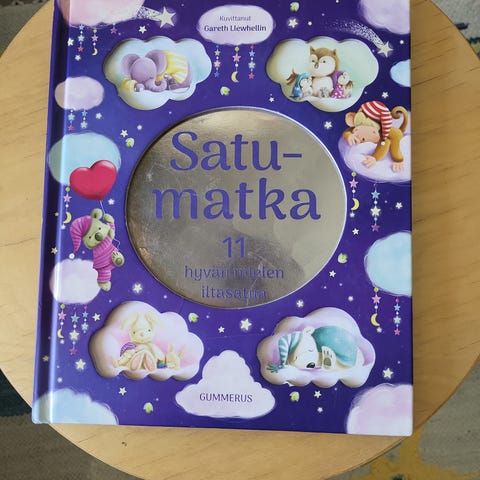 Kuvittanut
Gareth Llewhellin
Satu-
matka
11
hyvän mielen
iltasatua
GUMMERUS